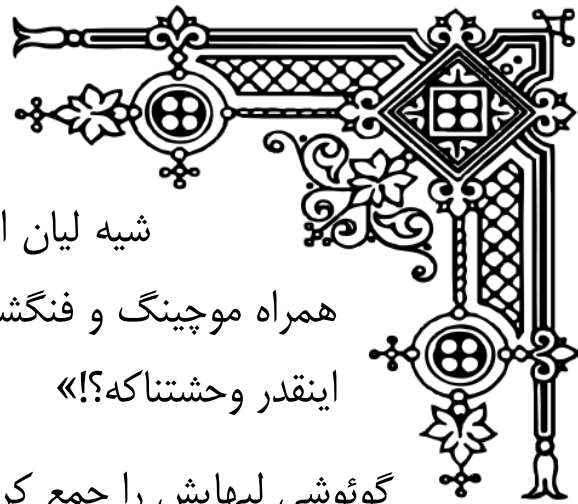 شیه لیان
همراه موچینگ و
اینقدر وحشتناکه؟!»
گوئوشی لبهایش را جمع